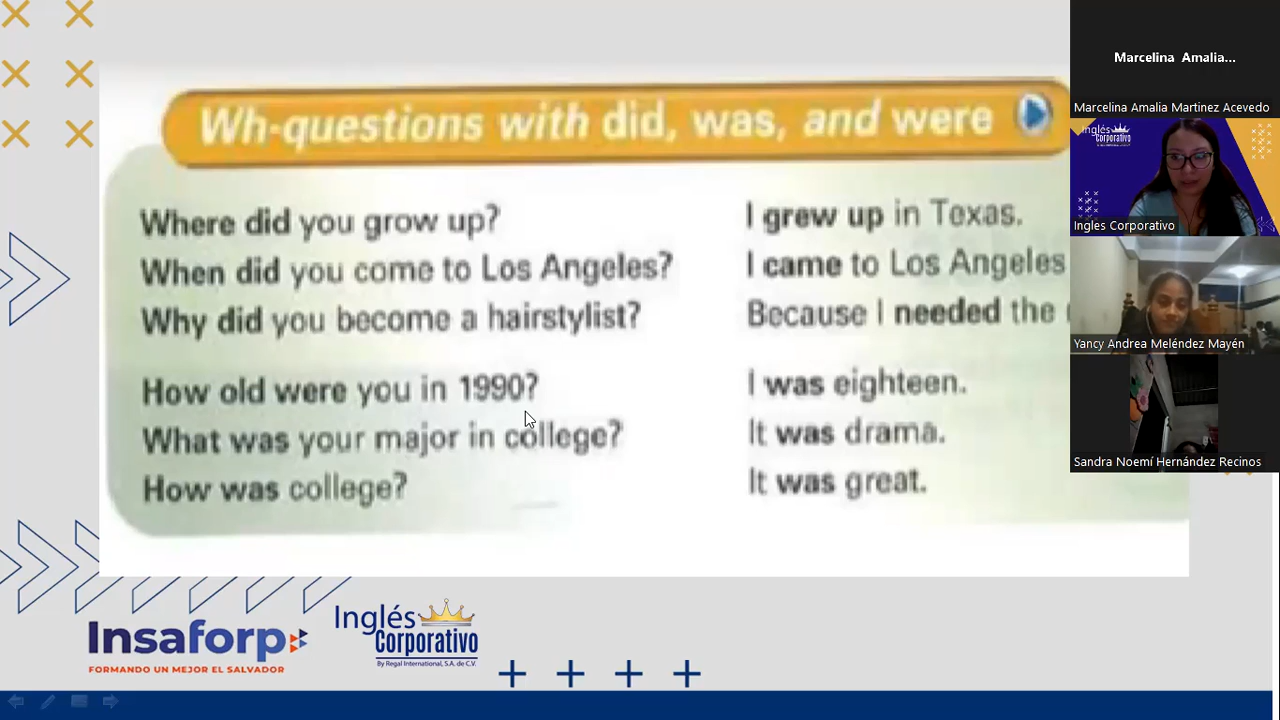 Wh-questions with did, was, and were
Where did you grow up?
I grew up in Texas.
When did you come to Los Angeles?
I came to Los Angeles
Why did you become a hairstylist?
Because I needed the
How old were you in 1990?
I was eighteen.
What was your major in college?
It was drama.
How was college?
It was great.
Insaforp
FORMANDO UN MEJOR EL SALVADOR
Inglés
Corporativo
By Regal International, S.A. de C.V.
Marcelina Amalia...
Marcelina Amalia Martinez Acevedo
Inglés
Corporativo
Ingles Corporativo
Yancy Andrea Meléndez Mayén
Sandra Noemí Hernández Recinos